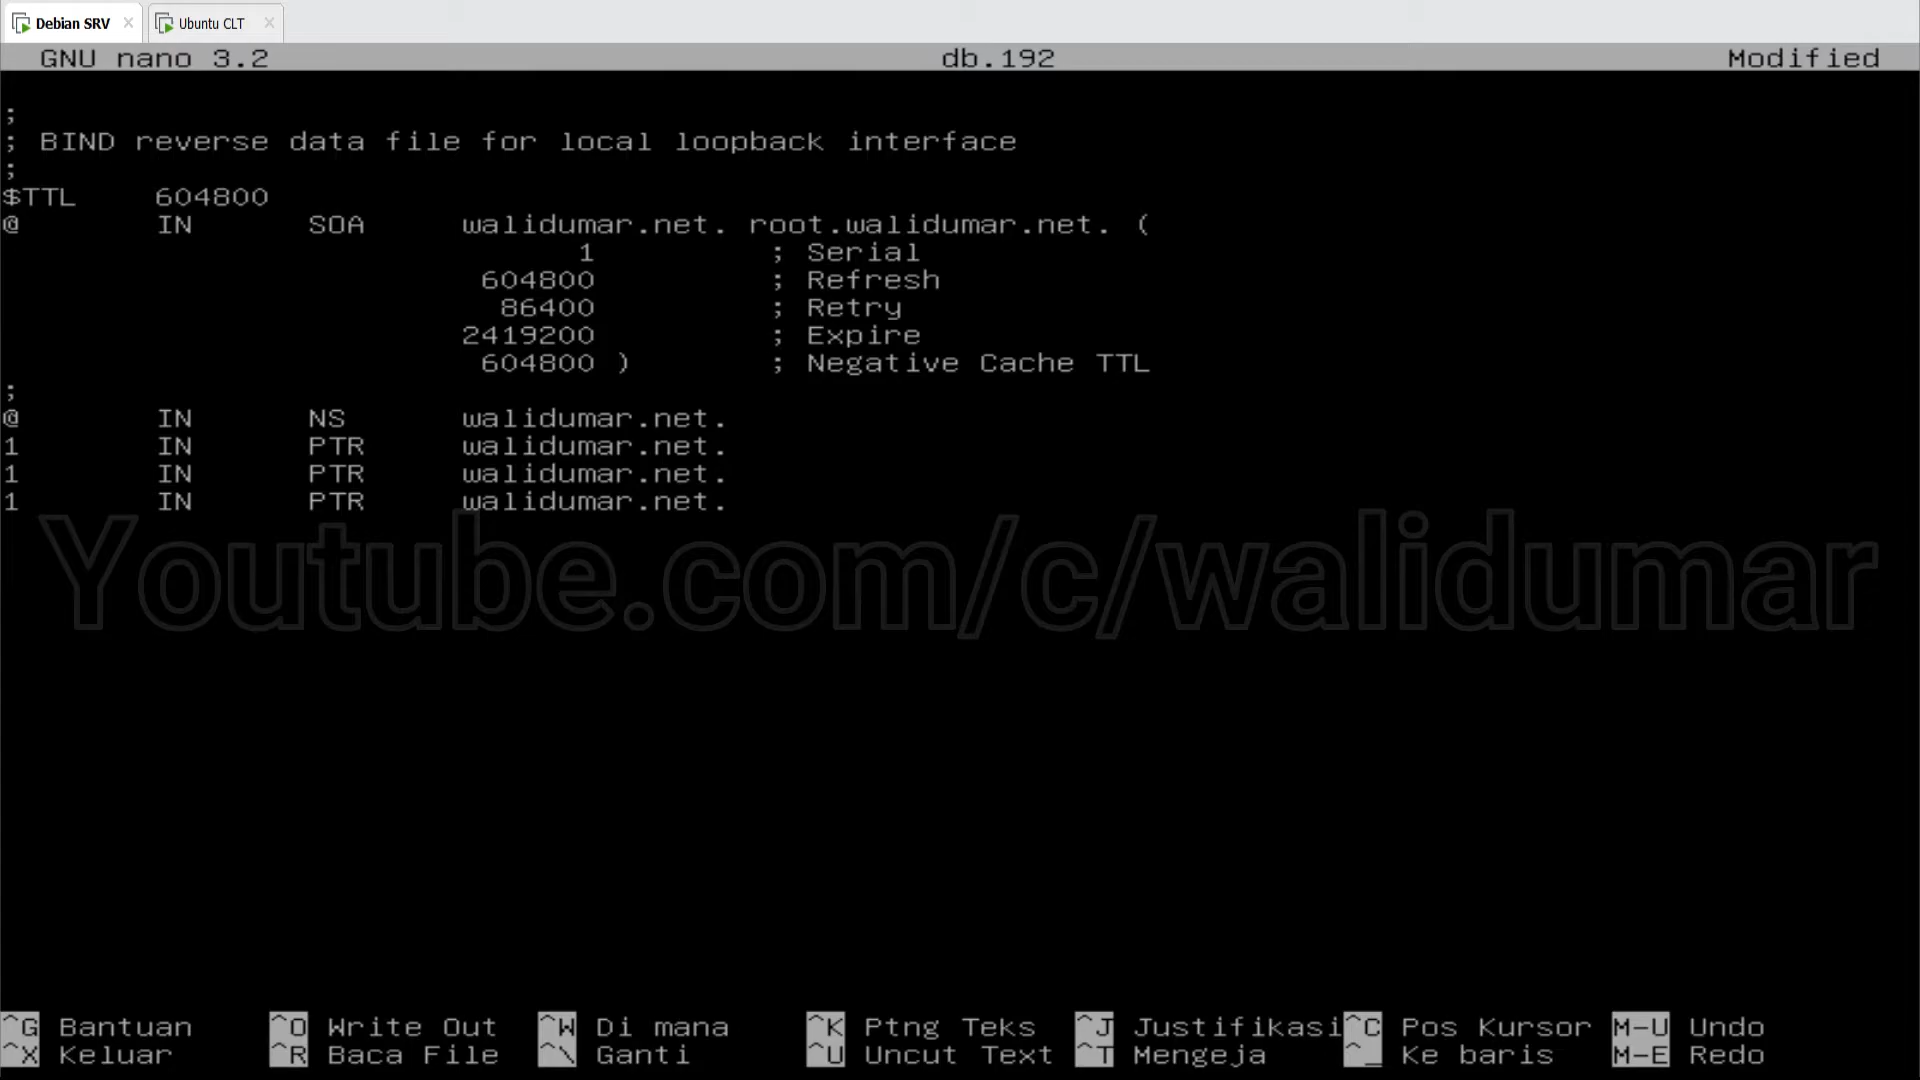 Debian SRV × Ubuntu CLT ×
GNU nano 3.2 db.192 Modified
;
; BIND reverse data file for local loopback interface
;
$TTL 604800
@ IN SOA walidumar.net. root.walidumar.net. (
1 ; Serial
604800 ; Refresh
86400 ; Retry
2419200 ; Expire
604800 ) ; Negative Cache TTL
;
@ IN NS walidumar.net.
1 IN PTR walidumar.net.
1 IN PTR walidumar.net.
1 IN PTR walidumar.net.
Youtube.com/c/walidumar
^G Bantuan ^O Write Out ^W Di mana ^K Ptng Teks ^J Justifikasi ^C Pos Kursor M-U Undo
^X Keluar ^R Baca File ^\ Ganti ^U Uncut Text ^T Mengeja ^_ Ke baris M-E Redo